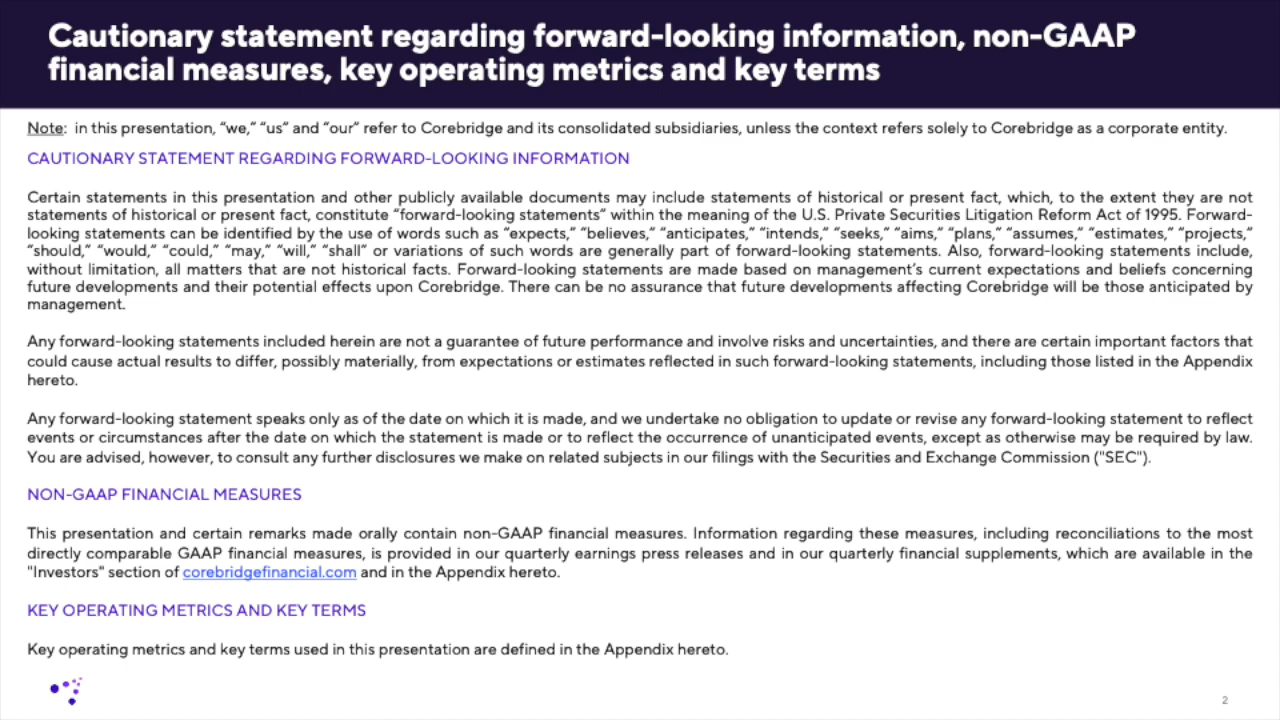 Cautionary statement regarding forward-looking information, non-GAAP
financial measures, key operating metrics and key terms
Note: in this presentation, “we,” “us” and “our” refer to Corebridge and its consolidated subsidiaries, unless the context refers solely to Corebridge as a corporate entity.
CAUTIONARY STATEMENT REGARDING FORWARD-LOOKING INFORMATION
Certain statements in this presentation and other publicly available documents may include statements of historical or present fact, which, to the extent they are not
statements of historical or present fact, constitute “forward-looking statements” within the meaning of the U.S. Private Securities Litigation Reform Act of 1995. Forward-
looking statements can be identified by the use of words such as “expects,” “believes,” “anticipates,” “intends,” “seeks,” “aims,” “plans,” “assumes,” “estimates,” “projects,”
“should,” “would,” “could,” “may,” “will,” “shall” or variations of such words are generally part of forward-looking statements. Also, forward-looking statements include,
without limitation, all matters that are not historical facts. Forward-looking statements are made based on management’s current expectations and beliefs concerning
future developments and their potential effects upon Corebridge. There can be no assurance that future developments affecting Corebridge will be those anticipated by
management.
Any forward-looking statements included herein are not a guarantee of future performance and involve risks and uncertainties, and there are certain important factors that
could cause actual results to differ, possibly materially, from expectations or estimates reflected in such forward-looking statements, including those listed in the Appendix
hereto.
Any forward-looking statement speaks only as of the date on which it is made, and we undertake no obligation to update or revise any forward-looking statement to reflect
events or circumstances after the date on which the statement is made or to reflect the occurrence of unanticipated events, except as otherwise may be required by law.
You are advised, however, to consult any further disclosures we make on related subjects in our filings with the Securities and Exchange Commission ("SEC").
NON-GAAP FINANCIAL MEASURES
This presentation and certain remarks made orally contain non-GAAP financial measures. Information regarding these measures, including reconciliations to the most
directly comparable GAAP financial measures, is provided in our quarterly earnings press releases and in our quarterly financial supplements, which are available in the
"Investors" section of corebridgefinancial.com and in the Appendix hereto.
KEY OPERATING METRICS AND KEY TERMS
Key operating metrics and key terms used in this presentation are defined in the Appendix hereto.
2